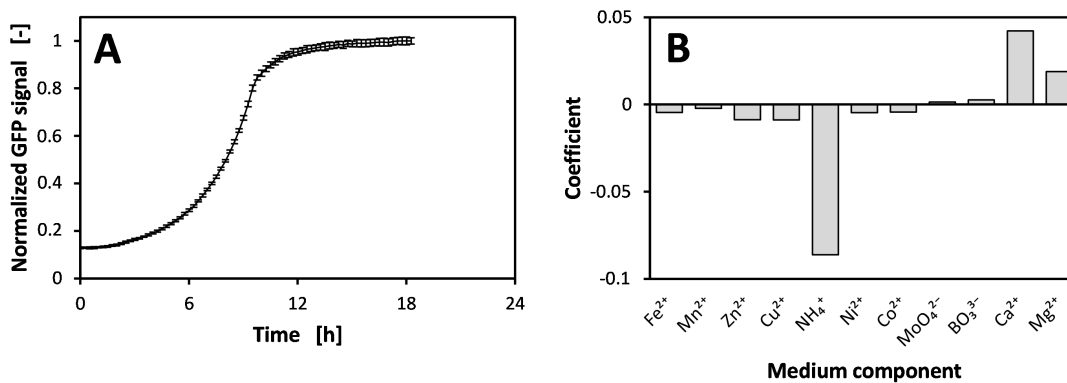 A
Normalized GFP signal [-]
1
0.8
0.6
0.4
0.2
0
0 6 12 18 24
Time [h]
B
Coefficient
0.05
0
-0.05
-0.1
Fe²⁺ Mn²⁺ Zn²⁺ Cu²⁺ NH₄⁺ Ni²⁺ Co²⁺ MoO₄²⁻ BO₃³⁻ Ca²⁺ Mg²⁺
Medium component